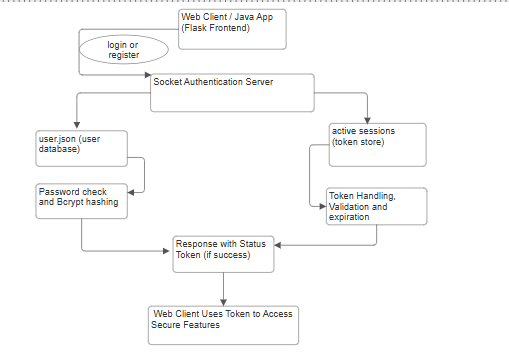 Web Client / Java App
(Flask Frontend)
login or
register
Socket Authentication Server
user.json (user
database)
active sessions
(token store)
Password check
and Bcrypt hashing
Token Handling,
Validation and
expiration
Response with Status
Token (if success)
Web Client Uses Token to Access
Secure Features